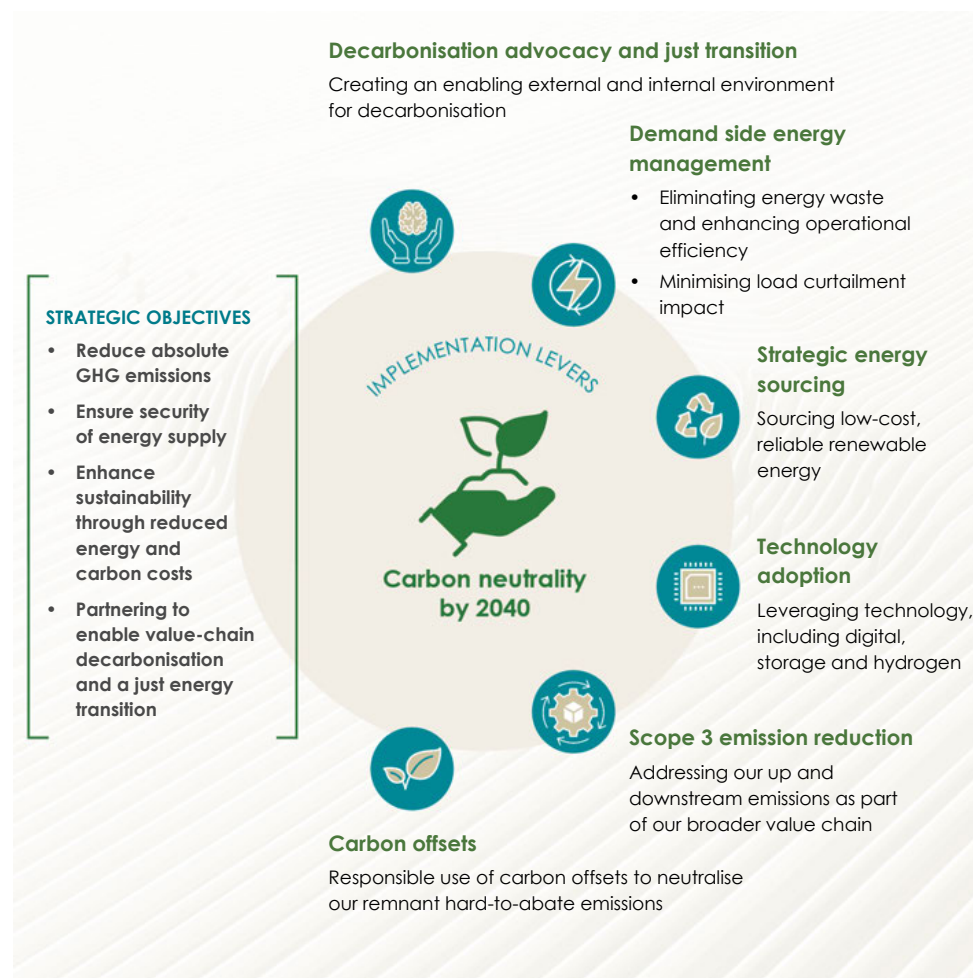 Decarbonisation advocacy and just transition
Creating an enabling external and internal environment
for decarbonisation
Demand side energy
management
• Eliminating energy waste
and enhancing operational
efficiency
• Minimising load curtailment
impact
STRATEGIC OBJECTIVES
• Reduce absolute
GHG emissions
• Ensure security
of energy supply
• Enhance
sustainability
through reduced
energy and
carbon costs
• Partnering to
enable value-chain
decarbonisation
and a just energy
transition
IMPLEMENTATION LEVERS
Carbon neutrality
by 2040
Strategic energy
sourcing
Sourcing low-cost,
reliable renewable
energy
Technology
adoption
Leveraging technology,
including digital,
storage and hydrogen
Scope 3 emission reduction
Addressing our up and
downstream emissions as part
of our broader value chain
Carbon offsets
Responsible use of carbon offsets to neutralise
our remnant hard-to-abate emissions